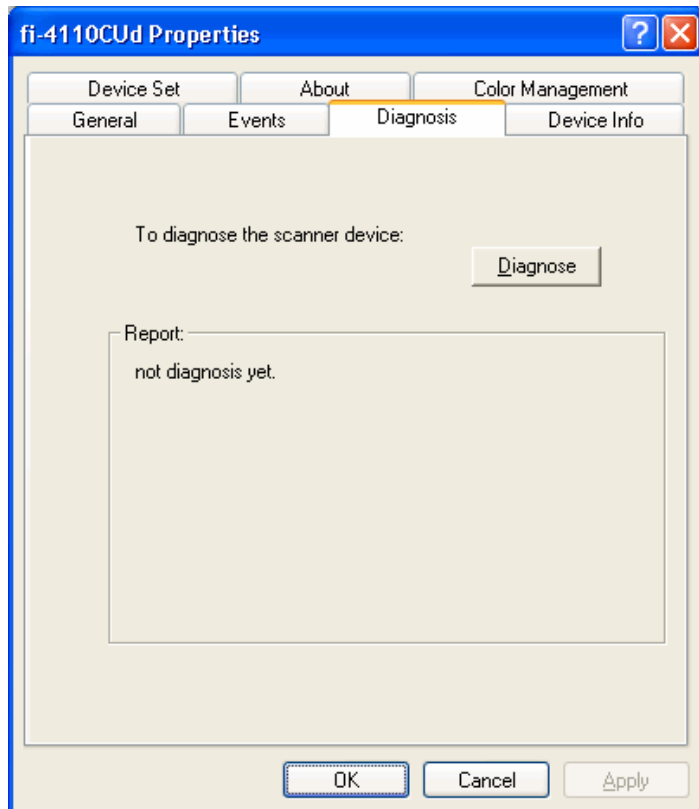 fi-4110CUd Properties
Device Set About Color Management
General Events Diagnosis Device Info
To diagnose the scanner device:
Diagnose
Report:
not diagnosis yet.
OK Cancel Apply